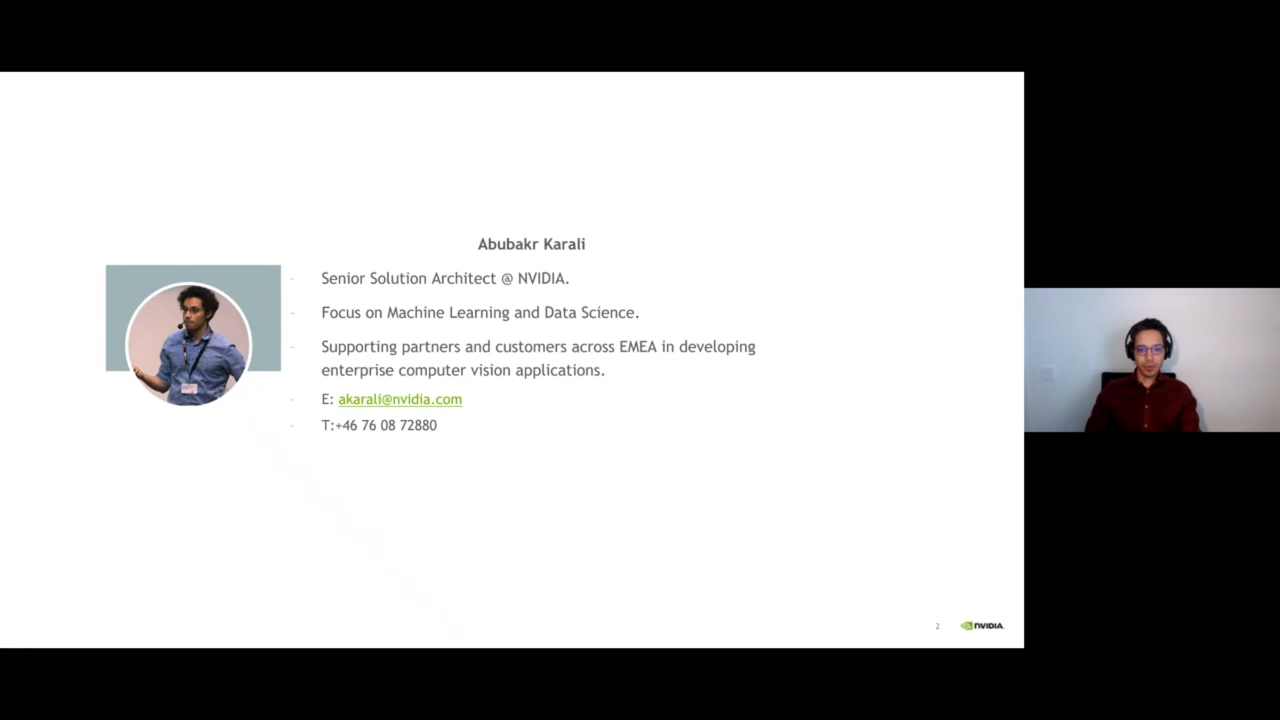 Abubakr Karali
- Senior Solution Architect @ NVIDIA.
- Focus on Machine Learning and Data Science.
- Supporting partners and customers across EMEA in developing
enterprise computer vision applications.
- E: akarali@nvidia.com
- T:+46 76 08 72880
2
NVIDIA